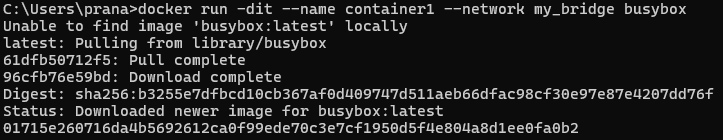 C:\Users\prana>docker run -dit --name container1 --network my_bridge busybox
Unable to find image 'busybox:latest' locally
latest: Pulling from library/busybox
61dfb50712f5: Pull complete
96cfb76e59bd: Download complete
Digest: sha256:b3255e7dfbcd10cb367af0d409747d511aeb66dfac98cf30e97e87e4207dd76f
Status: Downloaded newer image for busybox:latest
01715e260716da4b5692612ca0f99ede70c3e7cf1950d5f4e804a8d1ee0fa0b2